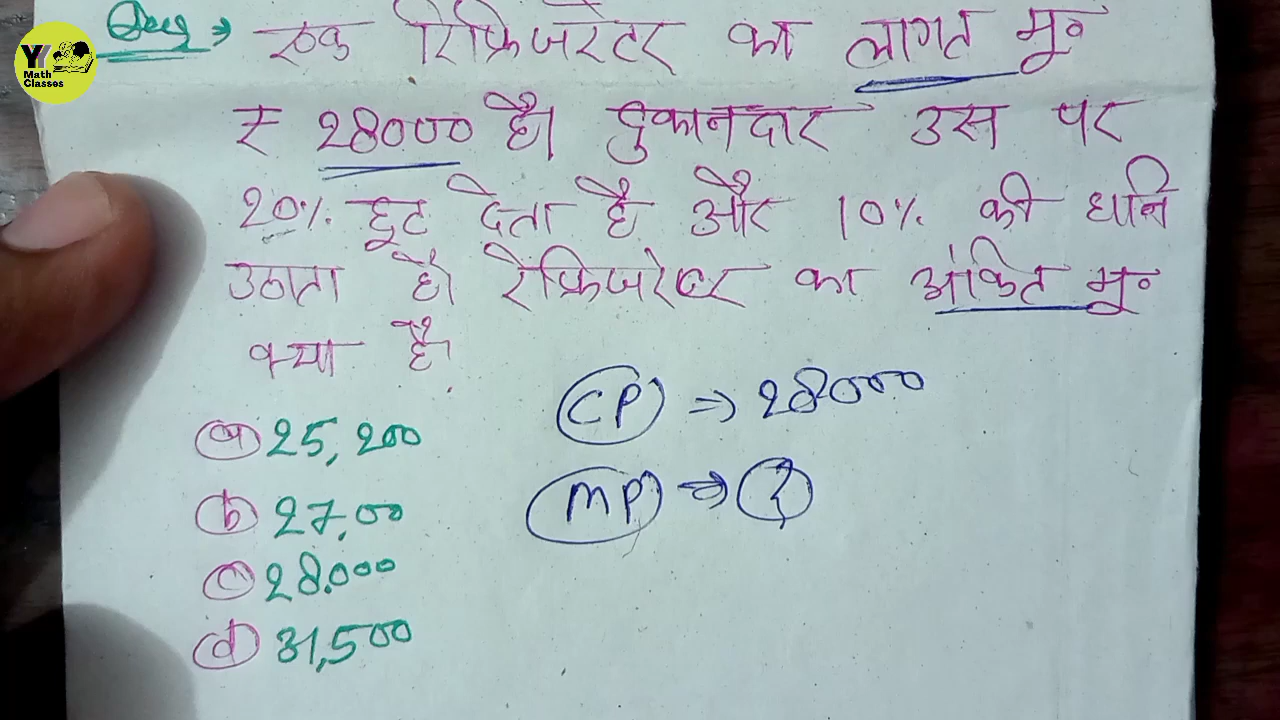 Y
Math
Classes
Que ⇒ एक रिफ्रिजरेटर का लागत मू०
₹ 28000 है। दुकानदार उस पर
20% छूट देता है और 10% की हानि
उठाता है। रेफ्रिजरेटर का अंकित मू०
क्या है।
(a) 25,200
(b) 27,00
(c) 28.000
(d) 31,500
CP ⇒ 28000
MP ⇒ ?